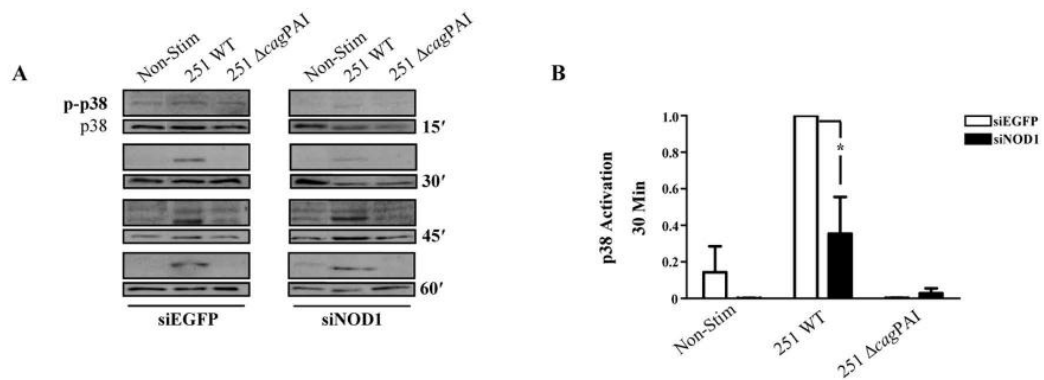 A
Non-Stim
251 WT
251 ΔcagPAI
Non-Stim
251 WT
251 ΔcagPAI
p-p38
p38
15′
30′
45′
60′
siEGFP
siNOD1
B
p38 Activation
30 Min
1.0
0.8
0.6
0.4
0.2
0
*
siEGFP
siNOD1
Non-Stim
251 WT
251 ΔcagPAI